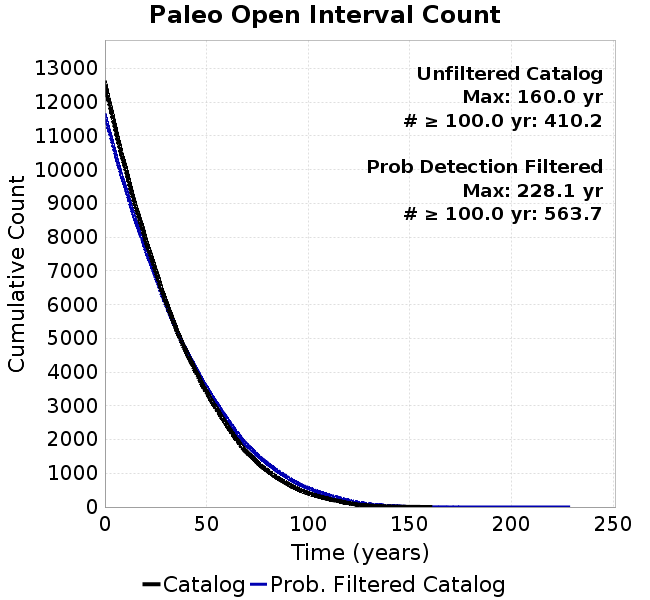 Paleo Open Interval Count
Unfiltered Catalog
Max: 160.0 yr
# ≥ 100.0 yr: 410.2
Prob Detection Filtered
Max: 228.1 yr
# ≥ 100.0 yr: 563.7
Cumulative Count
13000
12000
11000
10000
9000
8000
7000
6000
5000
4000
3000
2000
1000
0
0 50 100 150 200 250
Time (years)
Catalog Prob. Filtered Catalog